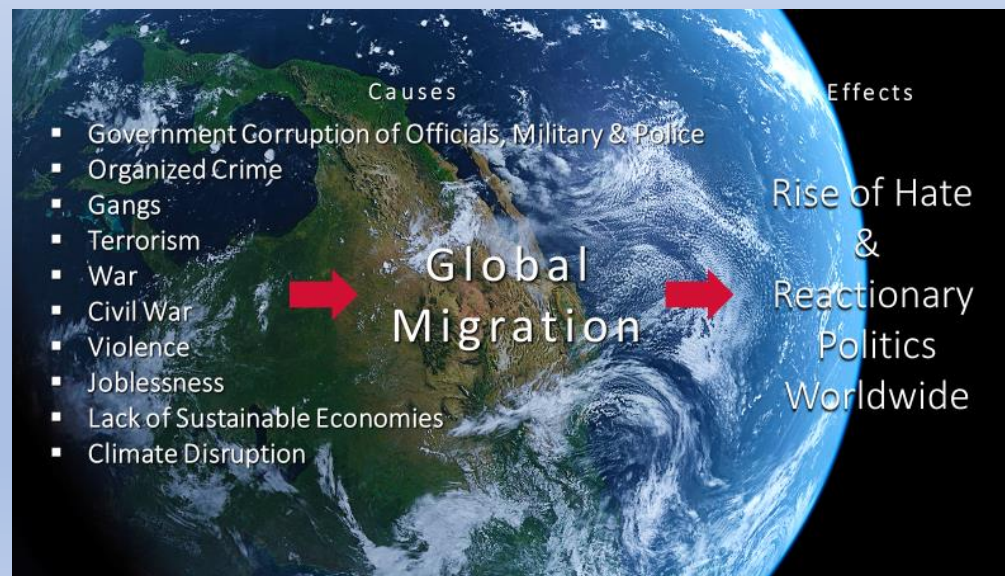 Causes
Government Corruption of Officials, Military & Police
Organized Crime
Gangs
Terrorism
War
Civil War
Violence
Joblessness
Lack of Sustainable Economies
Climate Disruption
Global
Migration
Effects
Rise of Hate
&
Reactionary
Politics
Worldwide